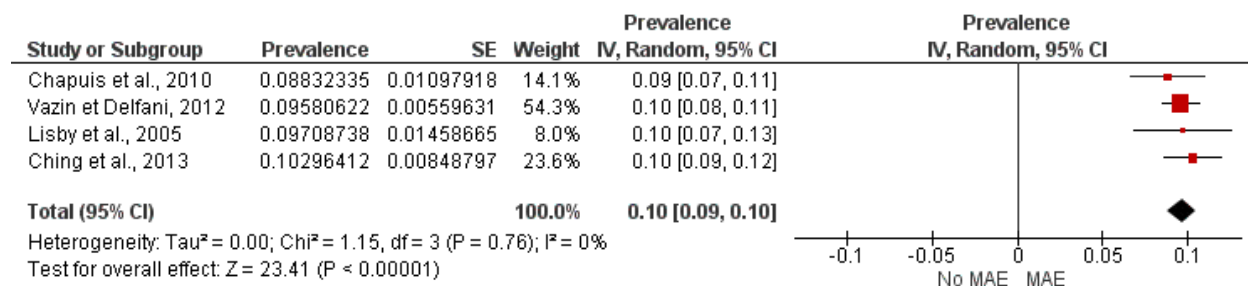 Prevalence Prevalence
Study or Subgroup Prevalence SE Weight IV, Random, 95% CI IV, Random, 95% CI
Chapuis et al., 2010 0.08832335 0.01097918 14.1% 0.09 [0.07, 0.11]
Vazin et Delfani, 2012 0.09580622 0.00559631 54.3% 0.10 [0.08, 0.11]
Lisby et al., 2005 0.09708738 0.01458665 8.0% 0.10 [0.07, 0.13]
Ching et al., 2013 0.10296412 0.00848797 23.6% 0.10 [0.09, 0.12]
Total (95% CI) 100.0% 0.10 [0.09, 0.10]
Heterogeneity: Tau² = 0.00; Chi² = 1.15, df = 3 (P = 0.76); I² = 0%
Test for overall effect: Z = 23.41 (P < 0.00001)
-0.1 -0.05 0 0.05 0.1
No MAE MAE